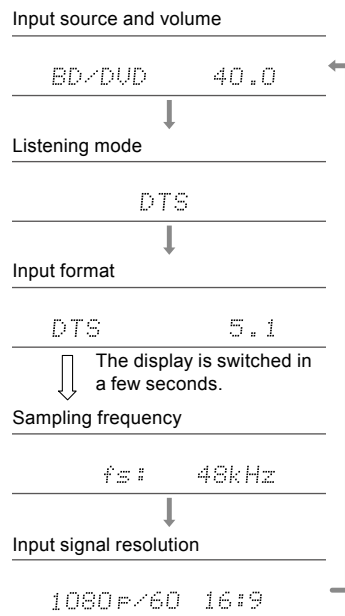 Input source and volume
BD/DVD 40.0
Listening mode
DTS
Input format
DTS 5.1
The display is switched in
a few seconds.
Sampling frequency
fs: 48kHz
Input signal resolution
1080p/60 16:9